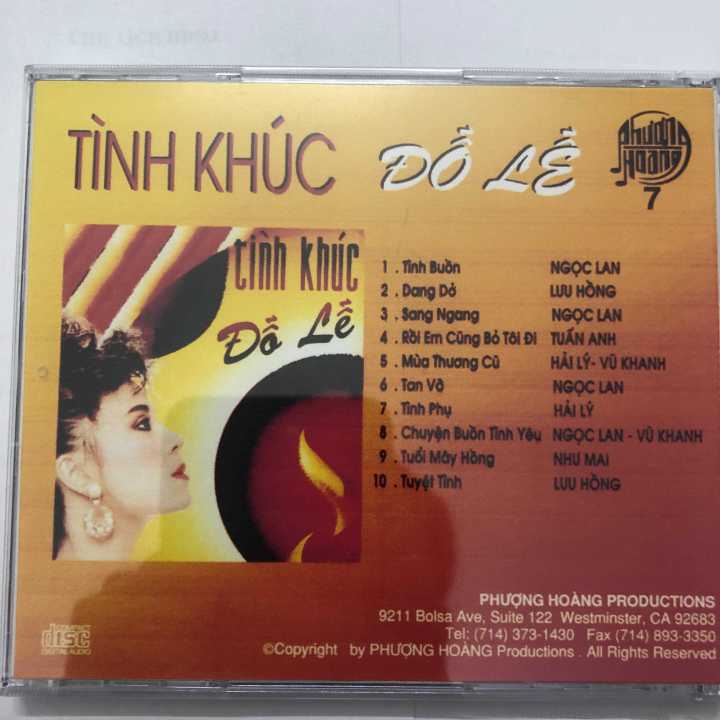 TÌNH KHÚC ĐỖ LỄ
Phượng Hoàng
7
tình khúc
Đỗ Lễ
1 . Tình Buồn NGỌC LAN
2 . Dang Dở LƯU HỒNG
3 . Sang Ngang NGỌC LAN
4 . Rồi Em Cũng Bỏ Tôi Đi TUẤN ANH
5 . Mùa Thương Cũ HẢI LÝ- VŨ KHANH
6 . Tan Vỡ NGỌC LAN
7 . Tình Phụ HẢI LÝ
8 . Chuyện Buồn Tình Yêu NGỌC LAN - VŨ KHANH
9 . Tuổi Mây Hồng NHƯ MAI
10 . Tuyệt Tình LƯU HỒNG
PHƯỢNG HOÀNG PRODUCTIONS
9211 Bolsa Ave, Suite 122 Westminster, CA 92683
Tel: (714) 373-1430 Fax (714) 893-3350
©Copyright by PHƯỢNG HOÀNG Productions . All Rights Reserved
COMPACT
disc
DIGITAL AUDIO